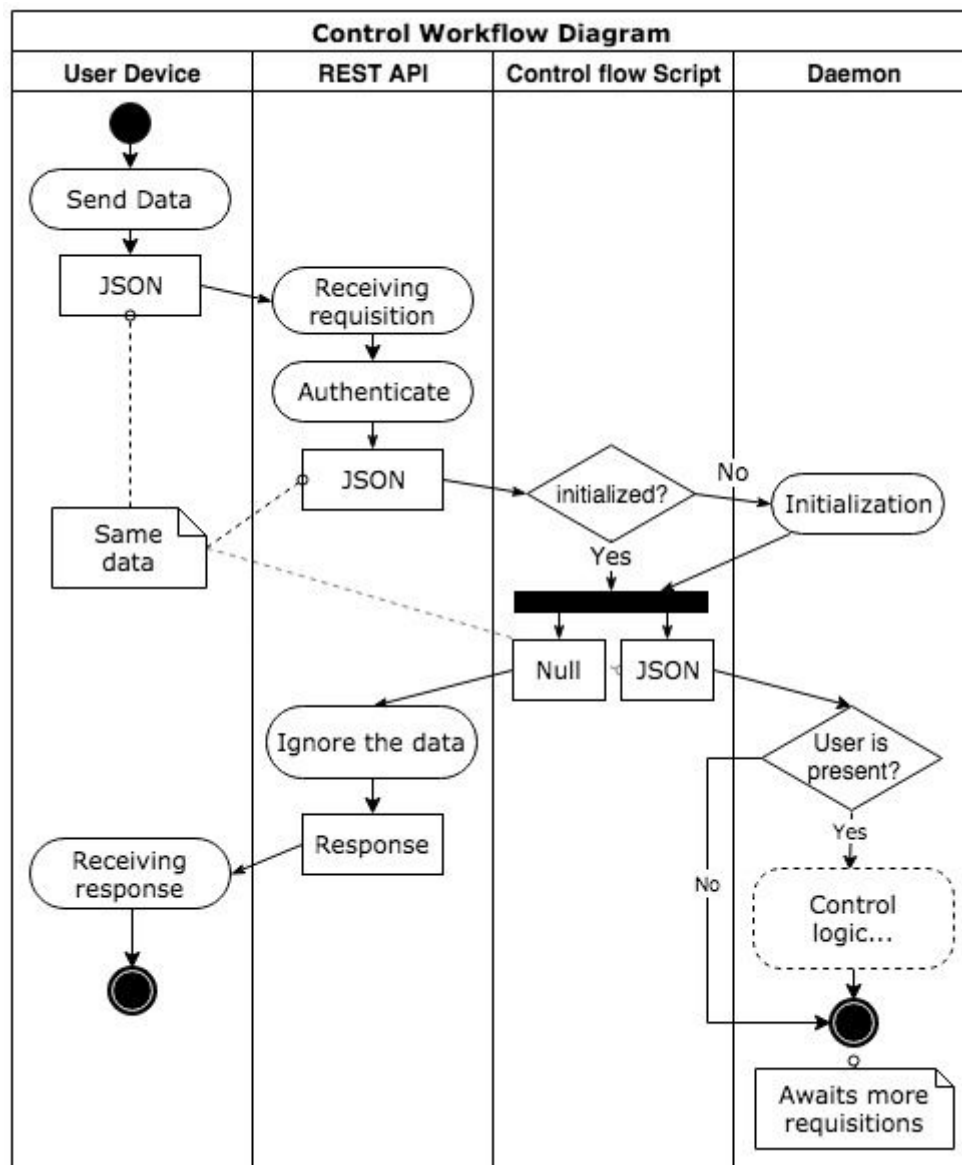 Control Workflow Diagram
User Device
REST API
Control flow Script
Daemon
Send Data
JSON
Receiving
requisition
Authenticate
JSON
initialized?
No
Initialization
Same
data
Yes
Null
JSON
Ignore the data
User is
present?
Response
Yes
Receiving
response
No
Control
logic...
Awaits more
requisitions